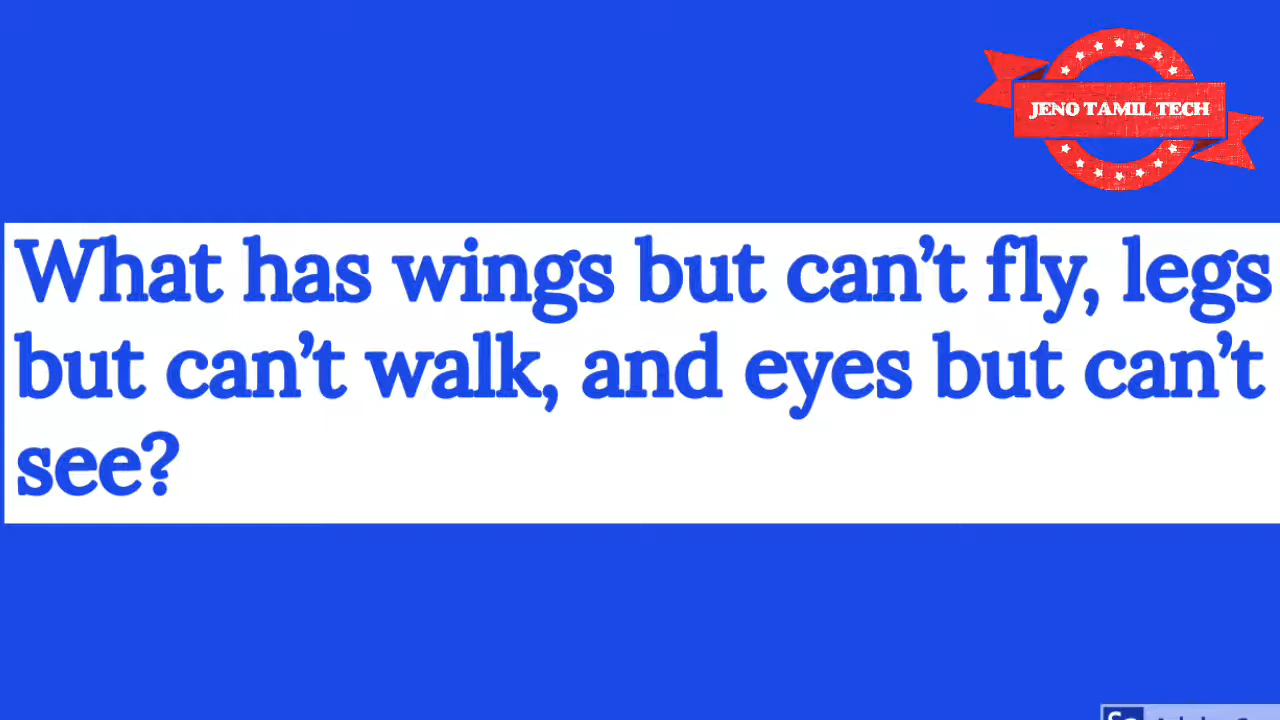 JENO TAMIL TECH
What has wings but can’t fly, legs
but can’t walk, and eyes but can’t
see?